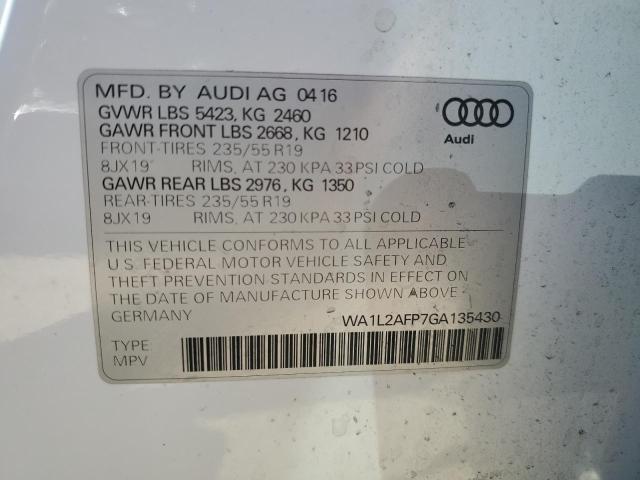 MFD. BY AUDI AG 04 16
GVWR LBS 5423, KG 2460
GAWR FRONT LBS 2668, KG 1210
FRONT-TIRES 235/55 R19
8JX19 RIMS, AT 230 KPA 33 PSI COLD
GAWR REAR LBS 2976, KG 1350
REAR-TIRES 235/55 R19
8JX19 RIMS, AT 230 KPA 33 PSI COLD
Audi
THIS VEHICLE CONFORMS TO ALL APPLICABLE
U.S. FEDERAL MOTOR VEHICLE SAFETY AND
THEFT PREVENTION STANDARDS IN EFFECT ON
THE DATE OF MANUFACTURE SHOWN ABOVE.
GERMANY WA1L2AFP7GA135430
TYPE
MPV